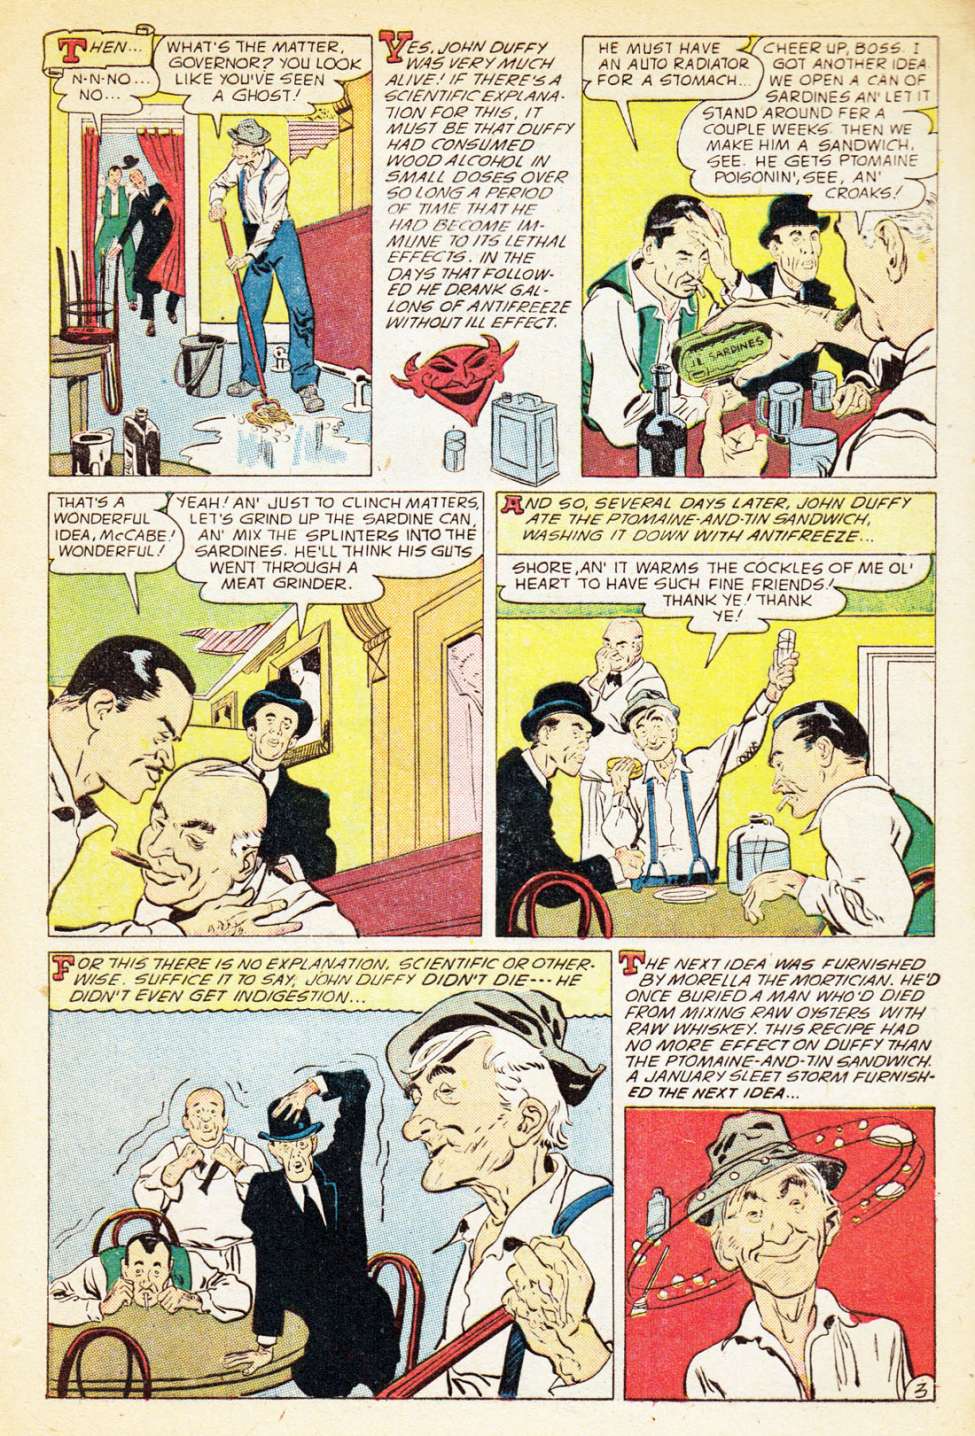 THEN...
N-N-NO...
NO...
WHAT'S THE MATTER,
GOVERNOR? YOU LOOK
LIKE YOU'VE SEEN
A GHOST!
YES, JOHN DUFFY
WAS VERY MUCH
ALIVE! IF THERE'S A
SCIENTIFIC EXPLANA-
TION FOR THIS, IT
MUST BE THAT DUFFY
HAD CONSUMED
WOOD ALCOHOL IN
SMALL DOSES OVER
SO LONG A PERIOD
OF TIME THAT HE
HAD BECOME IM-
MUNE TO ITS LETHAL
EFFECTS. IN THE
DAYS THAT FOLLOW-
ED HE DRANK GAL-
LONS OF ANTIFREEZE
WITHOUT ILL EFFECT.
HE MUST HAVE
AN AUTO RADIATOR
FOR A STOMACH...
CHEER UP, BOSS. I
GOT ANOTHER IDEA.
WE OPEN A CAN OF
SARDINES AN' LET IT
STAND AROUND FER A
COUPLE WEEKS. THEN WE
MAKE HIM A SANDWICH,
SEE. HE GETS PTOMAINE
POISONIN', SEE, AN'
CROAKS!
SARDINES
THAT'S A
WONDERFUL
IDEA, McCABE!
WONDERFUL!
YEAH! AN' JUST TO CLINCH MATTERS,
LET'S GRIND UP THE SARDINE CAN,
AN' MIX THE SPLINTERS INTO THE
SARDINES. HE'LL THINK HIS GUTS
WENT THROUGH A
MEAT GRINDER.
AND SO, SEVERAL DAYS LATER, JOHN DUFFY
ATE THE PTOMAINE-AND-TIN SANDWICH,
WASHING IT DOWN WITH ANTIFREEZE...
SHORE, AN' IT WARMS THE COCKLES OF ME OL'
HEART TO HAVE SUCH FINE FRIENDS!
THANK YE! THANK
YE!
FOR THIS THERE IS NO EXPLANATION, SCIENTIFIC OR OTHER-
WISE. SUFFICE IT TO SAY, JOHN DUFFY DIDN'T DIE---HE
DIDN'T EVEN GET INDIGESTION...
THE NEXT IDEA WAS FURNISHED
BY MORELLA THE MORTICIAN. HE'D
ONCE BURIED A MAN WHO'D DIED
FROM MIXING RAW OYSTERS WITH
RAW WHISKEY. THIS RECIPE HAD
NO MORE EFFECT ON DUFFY THAN
THE PTOMAINE-AND-TIN SANDWICH.
A JANUARY SLEET STORM FURNISH-
ED THE NEXT IDEA...
3